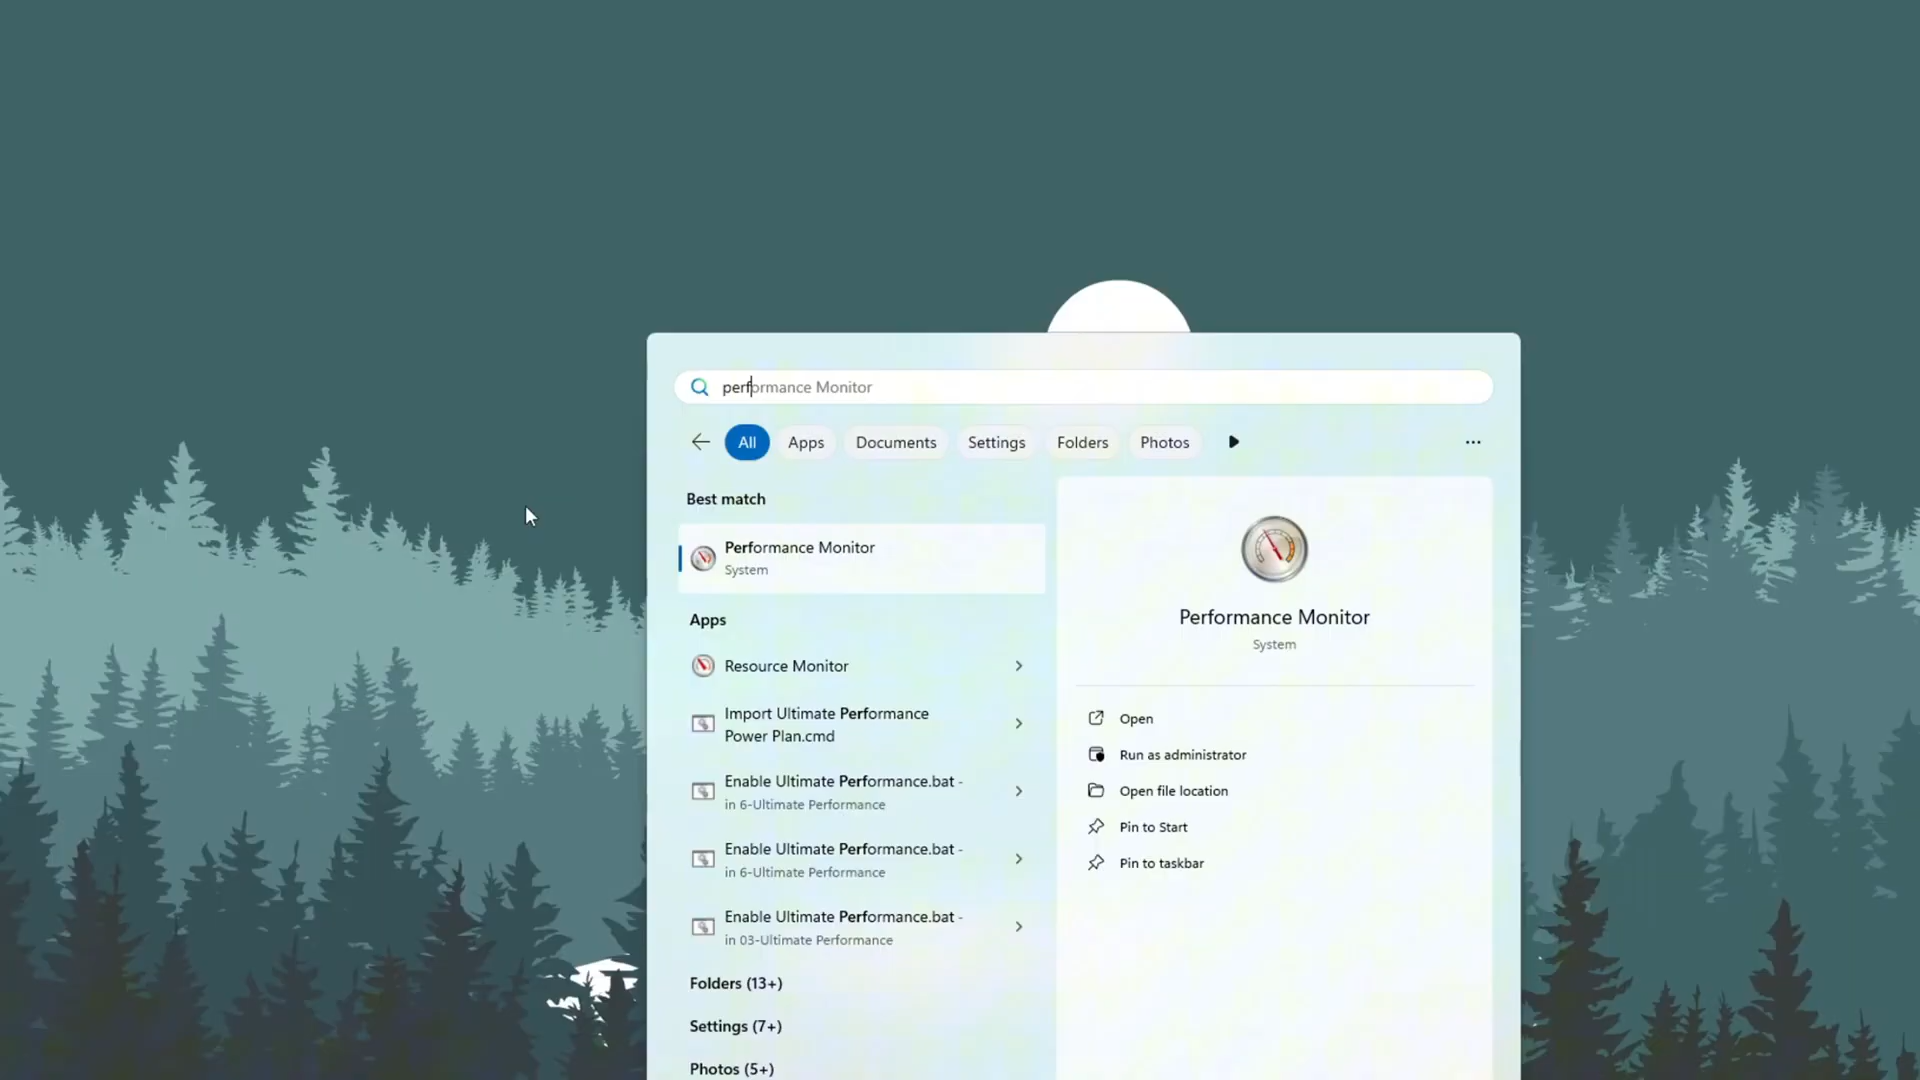 performance Monitor
All Apps Documents Settings Folders Photos
Best match
Performance Monitor
System
Apps
Resource Monitor
Import Ultimate Performance
Power Plan.cmd
Enable Ultimate Performance.bat -
in 6-Ultimate Performance
Enable Ultimate Performance.bat -
in 6-Ultimate Performance
Enable Ultimate Performance.bat -
in 03-Ultimate Performance
Folders (13+)
Settings (7+)
Photos (5+)
Performance Monitor
System
Open
Run as administrator
Open file location
Pin to Start
Pin to taskbar